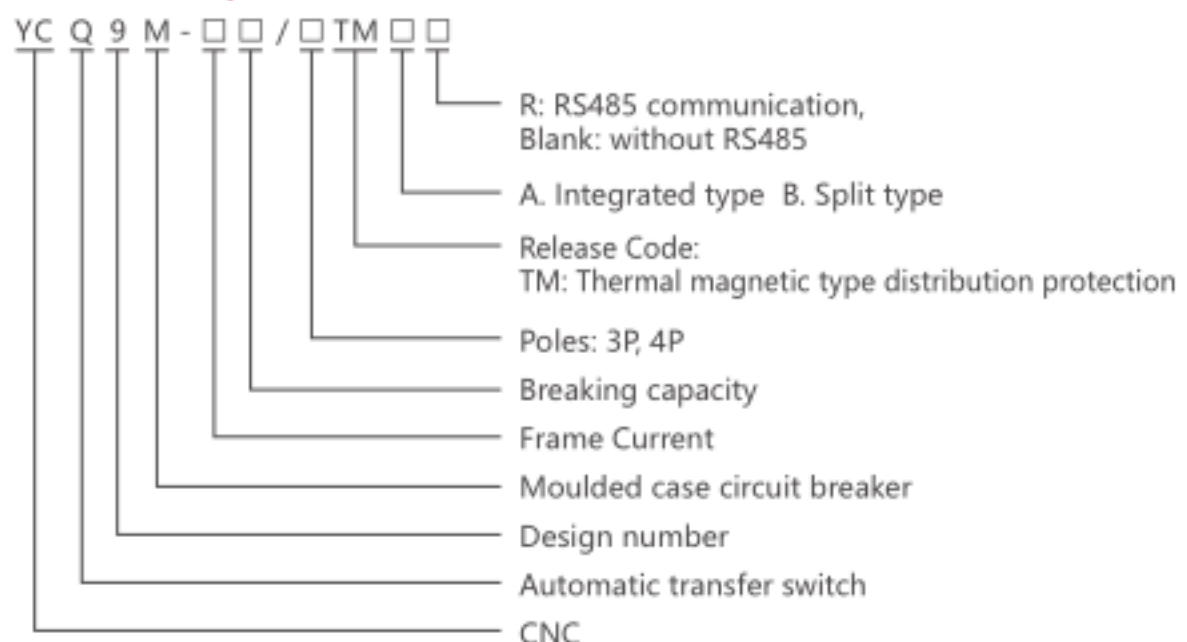 YC Q 9 M - □ □ / □ TM □ □
R: RS485 communication,
Blank: without RS485
A. Integrated type B. Split type
Release Code:
TM: Thermal magnetic type distribution protection
Poles: 3P, 4P
Breaking capacity
Frame Current
Moulded case circuit breaker
Design number
Automatic transfer switch
CNC